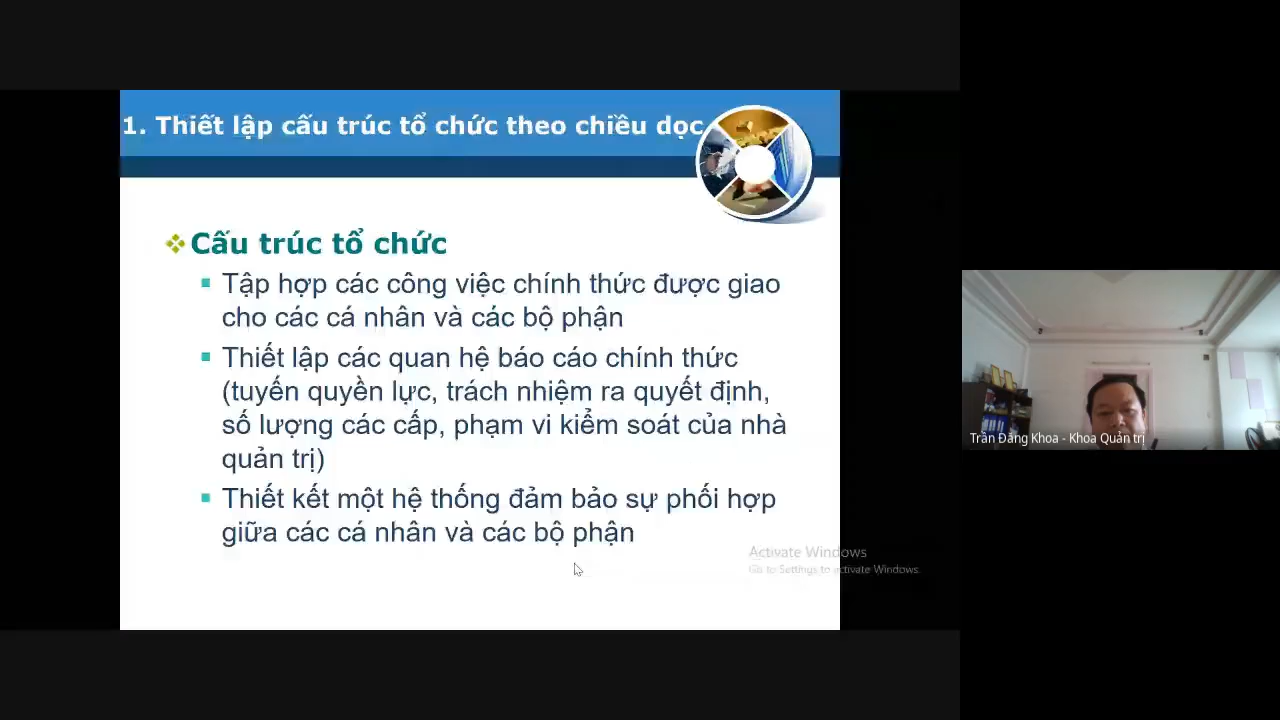 1. Thiết lập cấu trúc tổ chức theo chiều dọc
Cấu trúc tổ chức
Tập hợp các công việc chính thức được giao
cho các cá nhân và các bộ phận
Thiết lập các quan hệ báo cáo chính thức
(tuyến quyền lực, trách nhiệm ra quyết định,
số lượng các cấp, phạm vi kiểm soát của nhà
quản trị)
Thiết kết một hệ thống đảm bảo sự phối hợp
giữa các cá nhân và các bộ phận
Activate Windows
Go to Settings to activate Windows.
Trần Đăng Khoa - Khoa Quản trị